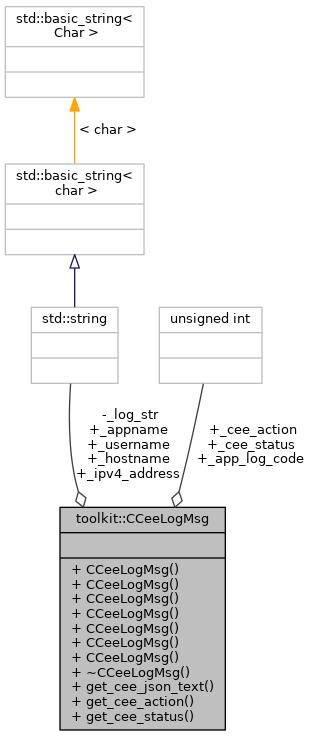 std::basic_string<
Char >
< char >
std::basic_string<
char >
std::string
unsigned int
-_log_str
+_appname
+_username
+_hostname
+_ipv4_address
+_cee_action
+_cee_status
+_app_log_code
toolkit::CCeeLogMsg
+ CCeeLogMsg()
+ CCeeLogMsg()
+ CCeeLogMsg()
+ CCeeLogMsg()
+ CCeeLogMsg()
+ CCeeLogMsg()
+ CCeeLogMsg()
+ ~CCeeLogMsg()
+ get_cee_json_text()
+ get_cee_action()
+ get_cee_status()